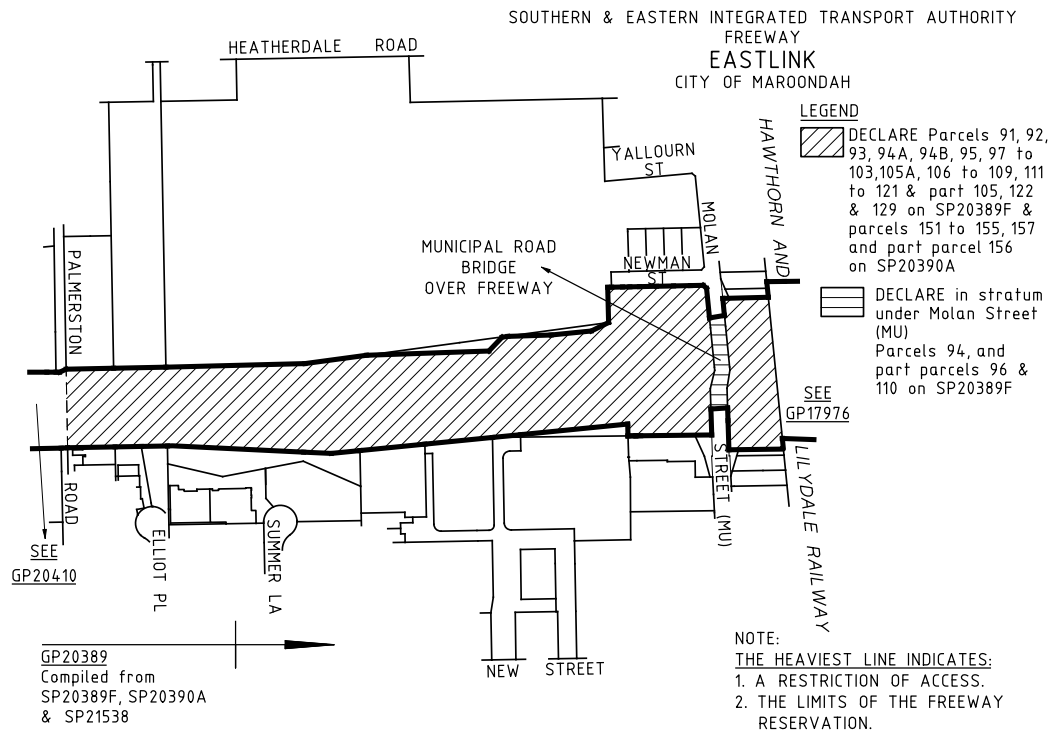 SOUTHERN & EASTERN INTEGRATED TRANSPORT AUTHORITY
FREEWAY
EASTLINK
CITY OF MAROONDAH
HEATHERDALE ROAD
LEGEND
DECLARE Parcels 91, 92,
93, 94A, 94B, 95, 97 to
103,105A, 106 to 109, 111
to 121 & part 105, 122
& 129 on SP20389F &
parcels 151 to 155, 157
and part parcel 156
on SP20390A
DECLARE in stratum
under Molan Street
(MU)
Parcels 94, and
part parcels 96 &
110 on SP20389F
HAWTHORN AND
LILYDALE RAILWAY
YALLOURN
ST
MOLAN
STREET (MU)
NEWMAN
ST
MUNICIPAL ROAD
BRIDGE
OVER FREEWAY
PALMERSTON
ROAD
SEE
GP17976
SEE
GP20410
ELLIOT PL
SUMMER LA
NEW STREET
GP20389
Compiled from
SP20389F, SP20390A
& SP21538
NOTE:
THE HEAVIEST LINE INDICATES:
1. A RESTRICTION OF ACCESS.
2. THE LIMITS OF THE FREEWAY
RESERVATION.